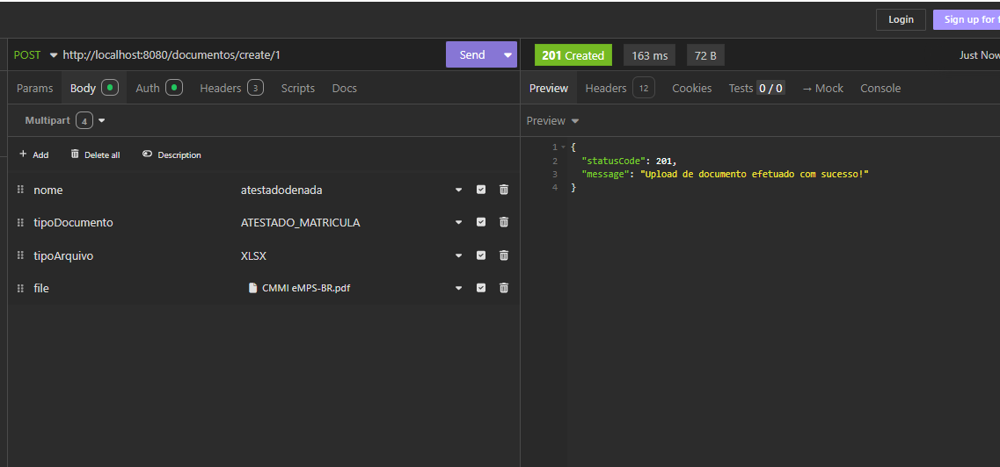 Login
Sign up for f
POST http://localhost:8080/documentos/create/1 Send
201 Created 163 ms 72 B Just Now
Params Body Auth Headers 3 Scripts Docs
Preview Headers 12 Cookies Tests 0 / 0 → Mock Console
Multipart 4
Preview
+ Add Delete all Description
nome atestadodenada
tipoDocumento ATESTADO_MATRICULA
tipoArquivo XLSX
file CMMI eMPS-BR.pdf
1 {
2 "statusCode": 201,
3 "message": "Upload de documento efetuado com sucesso!"
4 }